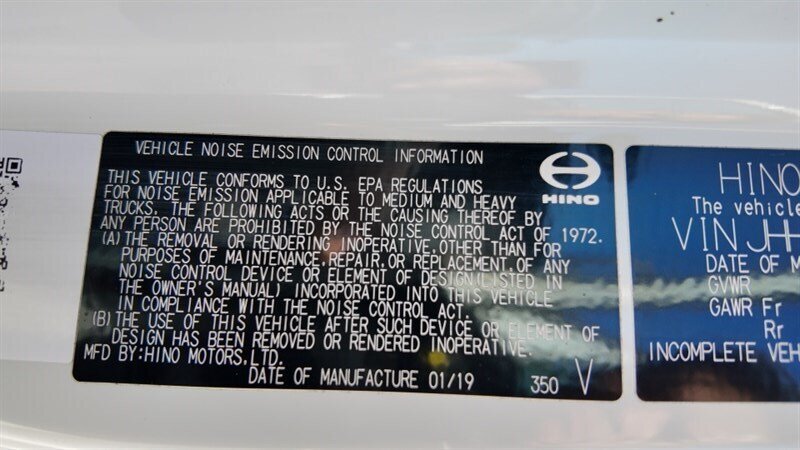 VEHICLE NOISE EMISSION CONTROL INFORMATION
THIS VEHICLE CONFORMS TO U.S. EPA REGULATIONS
FOR NOISE EMISSION APPLICABLE TO MEDIUM AND HEAVY
TRUCKS. THE FOLLOWING ACTS OR THE CAUSING THEREOF BY
ANY PERSON ARE PROHIBITED BY THE NOISE CONTROL ACT OF 1972.
(A) THE REMOVAL OR RENDERING INOPERATIVE, OTHER THAN FOR
PURPOSES OF MAINTENANCE, REPAIR, OR REPLACEMENT, OF ANY
NOISE CONTROL DEVICE OR ELEMENT OF DESIGN (LISTED IN
THE OWNER'S MANUAL) INCORPORATED INTO THIS VEHICLE
IN COMPLIANCE WITH THE NOISE CONTROL ACT.
(B) THE USE OF THIS VEHICLE AFTER SUCH DEVICE OR ELEMENT OF
DESIGN HAS BEEN REMOVED OR RENDERED INOPERATIVE.
MFD BY: HINO MOTORS, LTD.
DATE OF MANUFACTURE 01/19 350 V
HINO
HINO
The vehicle
VIN JH
DATE OF M
GVWR
GAWR Fr
Rr
INCOMPLETE VEH